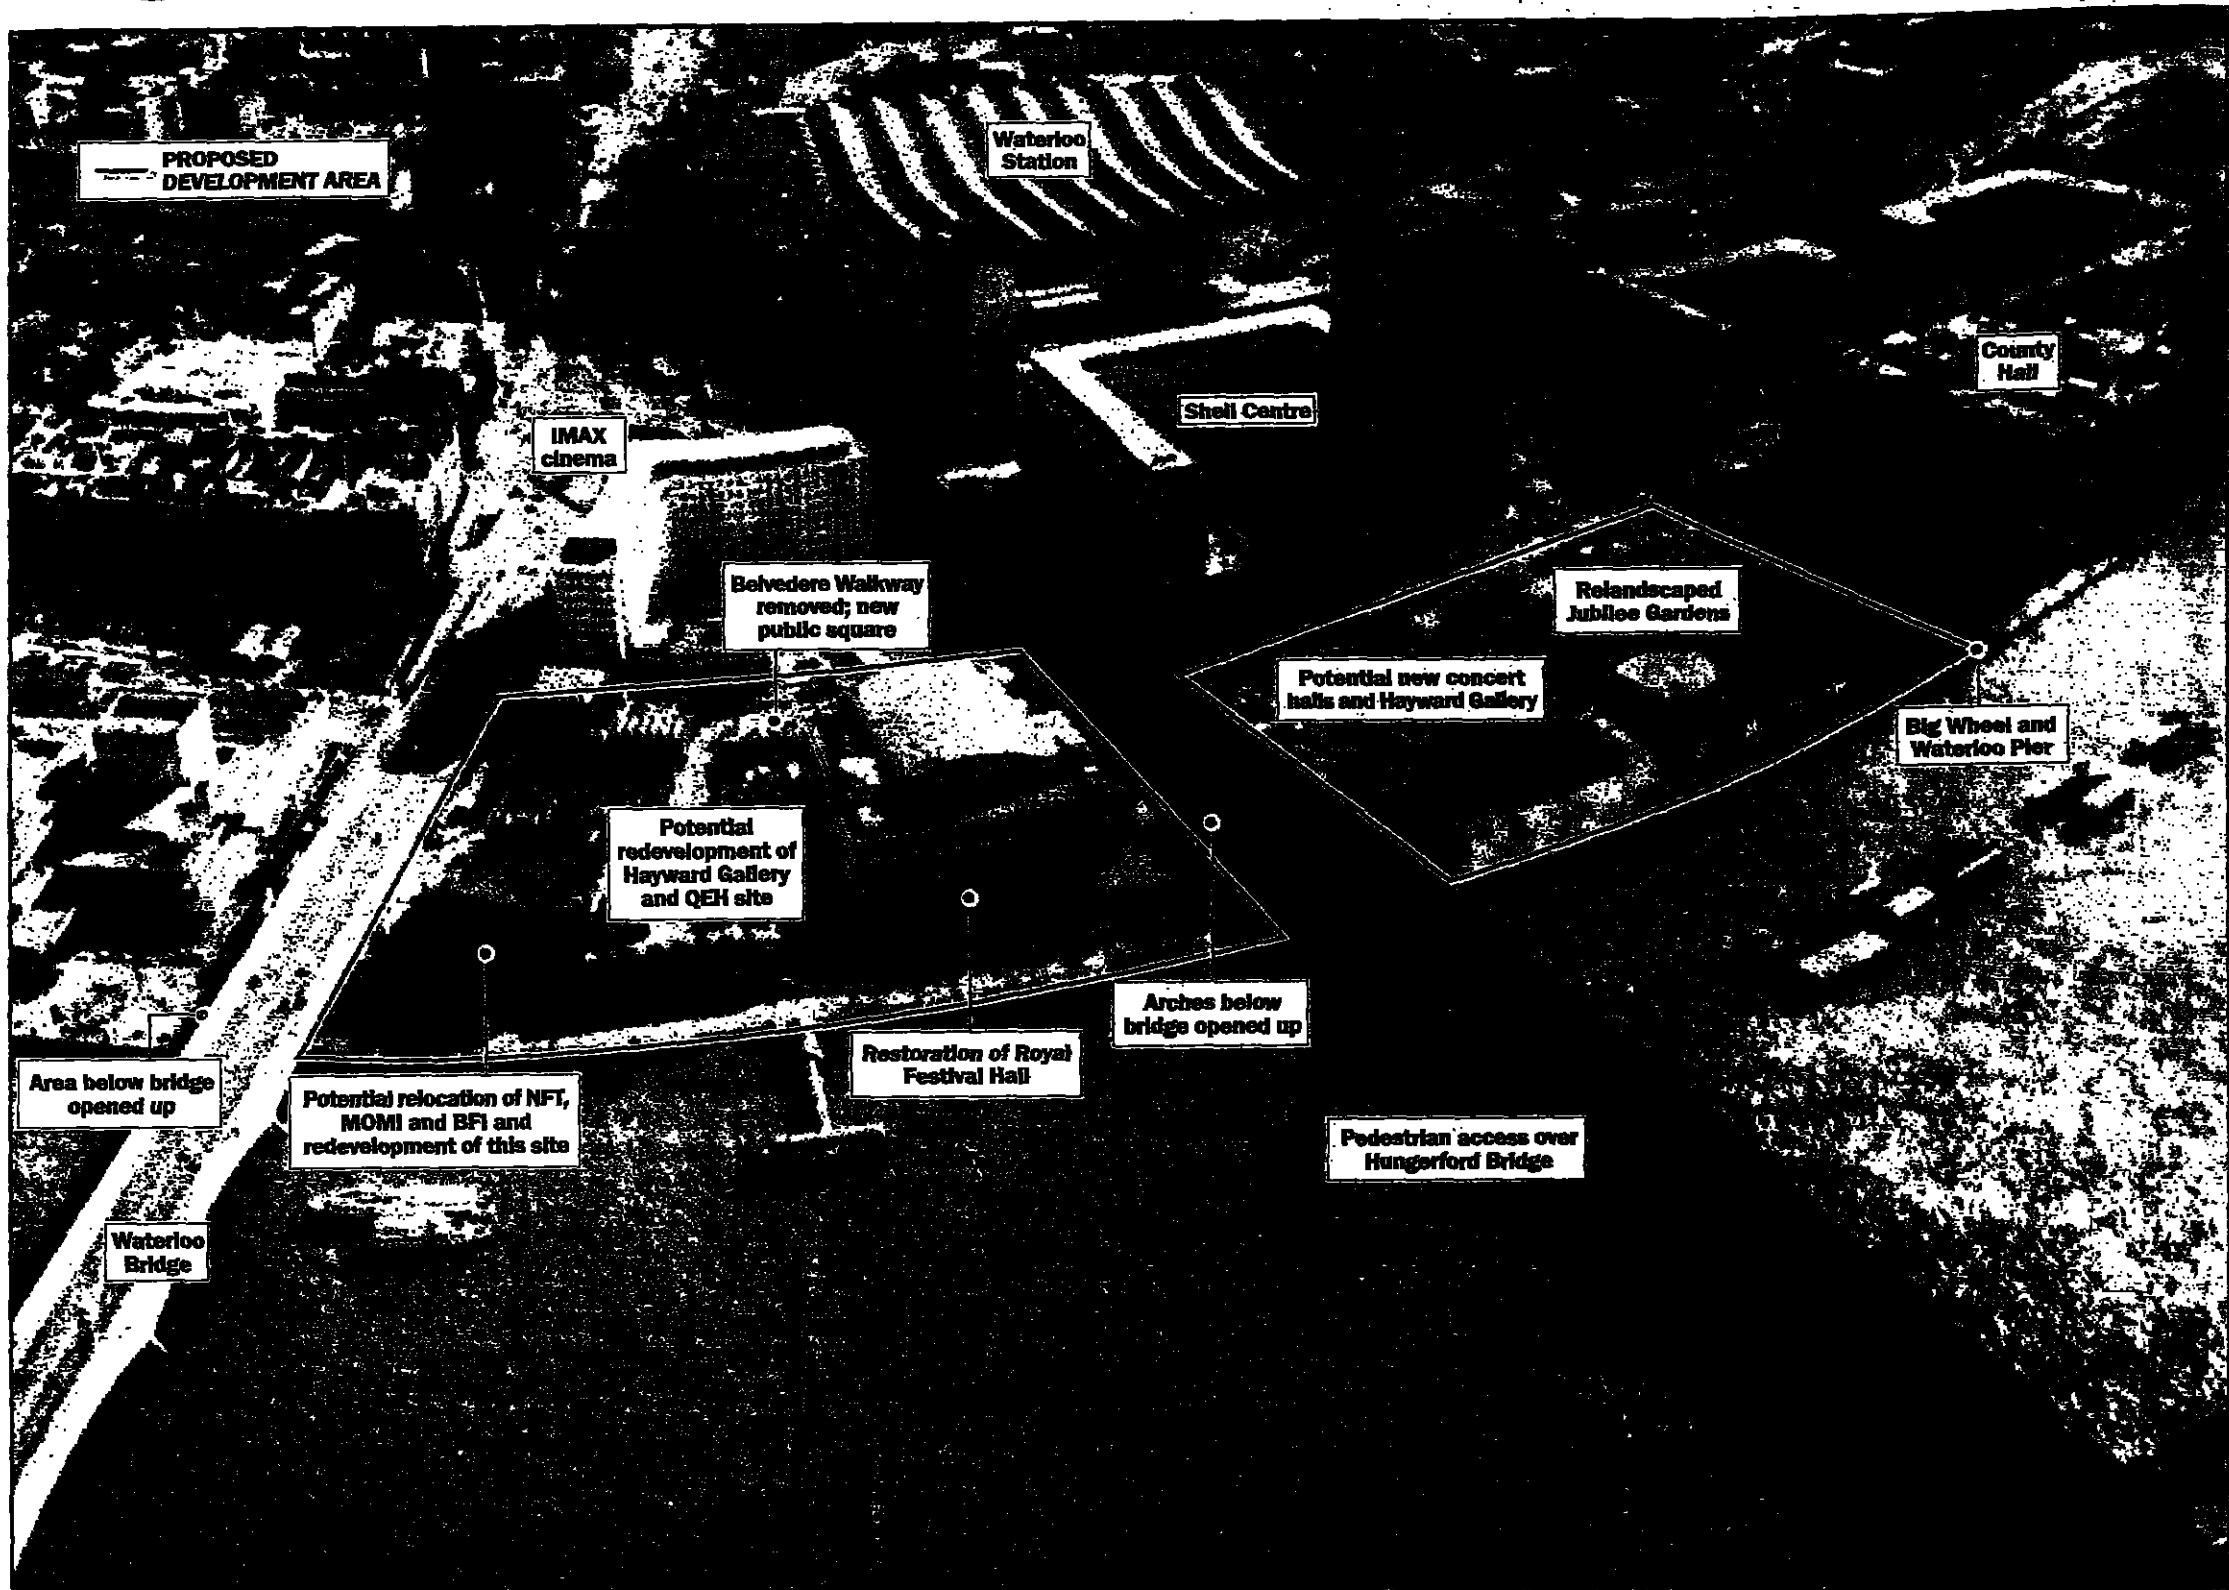 PROPOSED
DEVELOPMENT AREA
Waterloo
Station
County
Hall
Shell Centre
IMAX
cinema
Belvedere Walkway
removed; new
public square
Relandscaped
Jubilee Gardens
Potential new concert
halls and Hayward Gallery
Big Wheel and
Waterloo Pier
Potential
redevelopment of
Hayward Gallery
and QEH site
Arches below
bridge opened up
Restoration of Royal
Festival Hall
Area below bridge
opened up
Potential relocation of NFT,
MOMI and BFI and
redevelopment of this site
Pedestrian access over
Hungerford Bridge
Waterloo
Bridge